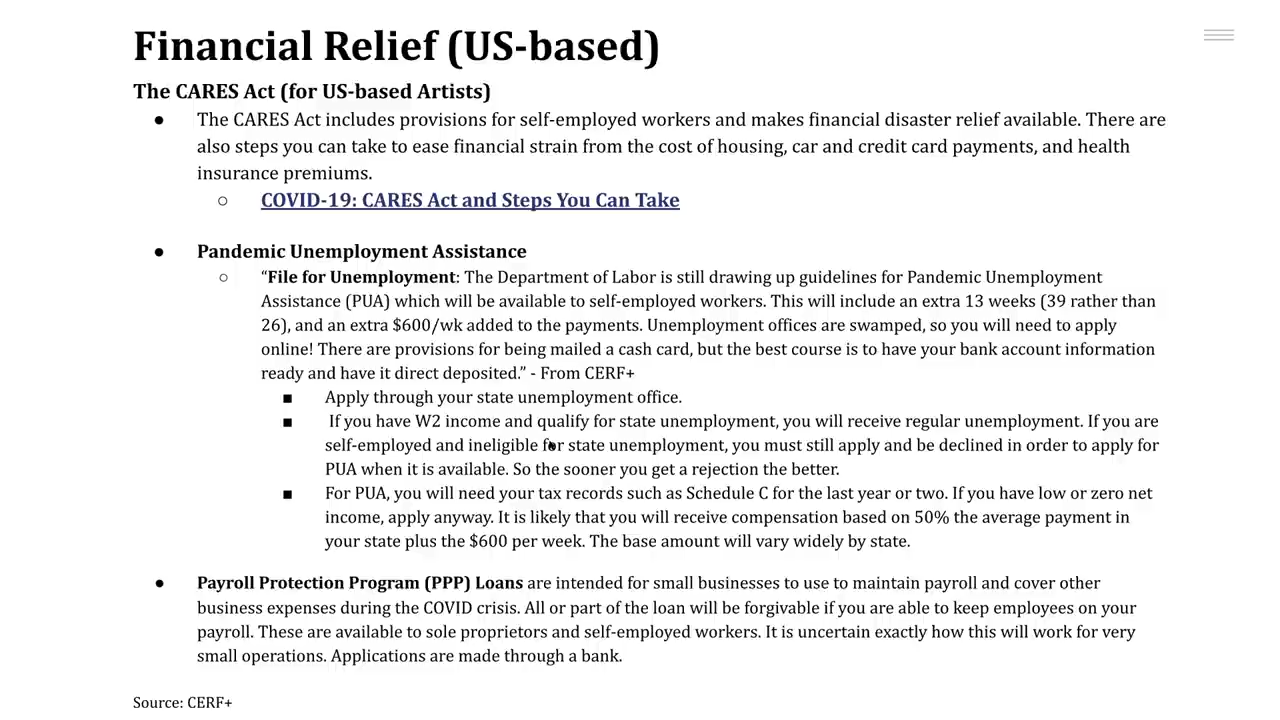 Financial Relief (US-based)
The CARES Act (for US-based Artists)
● The CARES Act includes provisions for self-employed workers and makes financial disaster relief available. There are
also steps you can take to ease financial strain from the cost of housing, car and credit card payments, and health
insurance premiums.
○ COVID-19: CARES Act and Steps You Can Take
● Pandemic Unemployment Assistance
○ “File for Unemployment: The Department of Labor is still drawing up guidelines for Pandemic Unemployment
Assistance (PUA) which will be available to self-employed workers. This will include an extra 13 weeks (39 rather than
26), and an extra $600/wk added to the payments. Unemployment offices are swamped, so you will need to apply
online! There are provisions for being mailed a cash card, but the best course is to have your bank account information
ready and have it direct deposited.” - From CERF+
■ Apply through your state unemployment office.
■ If you have W2 income and qualify for state unemployment, you will receive regular unemployment. If you are
self-employed and ineligible for state unemployment, you must still apply and be declined in order to apply for
PUA when it is available. So the sooner you get a rejection the better.
■ For PUA, you will need your tax records such as Schedule C for the last year or two. If you have low or zero net
income, apply anyway. It is likely that you will receive compensation based on 50% the average payment in
your state plus the $600 per week. The base amount will vary widely by state.
● Payroll Protection Program (PPP) Loans are intended for small businesses to use to maintain payroll and cover other
business expenses during the COVID crisis. All or part of the loan will be forgivable if you are able to keep employees on your
payroll. These are available to sole proprietors and self-employed workers. It is uncertain exactly how this will work for very
small operations. Applications are made through a bank.
Source: CERF+